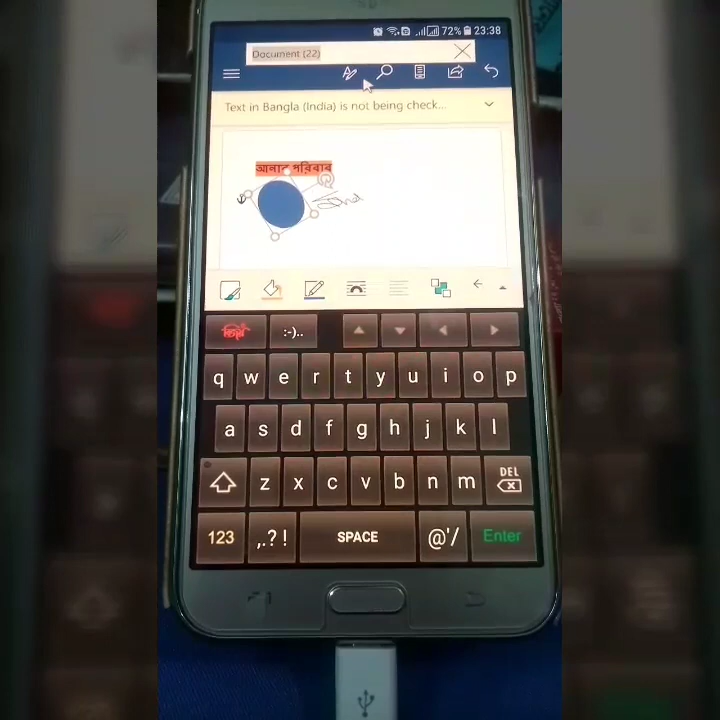 72% 23:38
Document (22)
Text in Bangla (India) is not being check...
আমার পরিবার
:-)..
q w e r t y u i o p
a s d f g h j k l
z x c v b n m DEL
123 ,.?! SPACE @'/ Enter